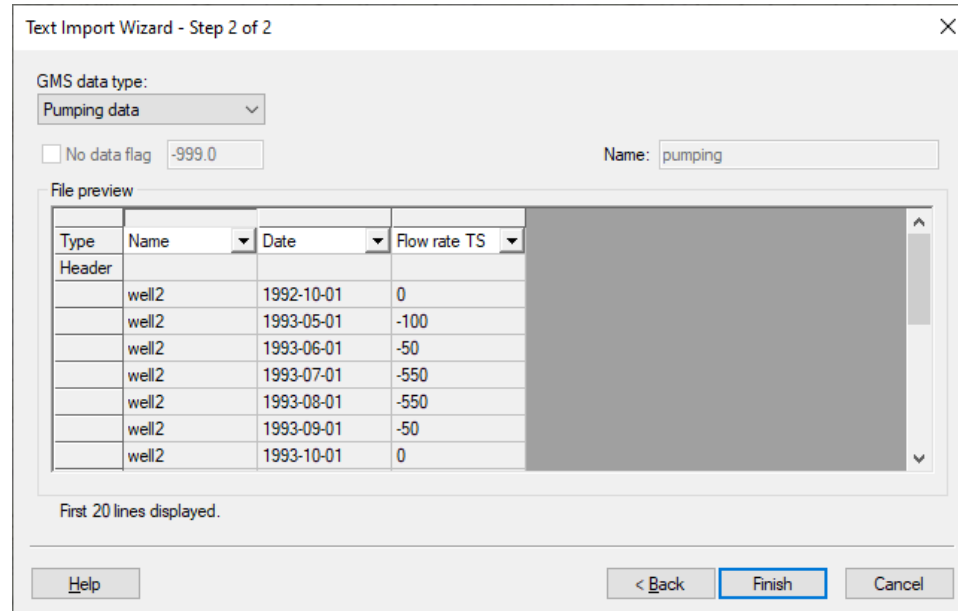 Text Import Wizard - Step 2 of 2
GMS data type:
Pumping data
No data flag -999.0 Name: pumping
File preview
Type Name Date Flow rate TS
Header
well2 1992-10-01 0
well2 1993-05-01 -100
well2 1993-06-01 -50
well2 1993-07-01 -550
well2 1993-08-01 -550
well2 1993-09-01 -50
well2 1993-10-01 0
First 20 lines displayed.
Help < Back Finish Cancel